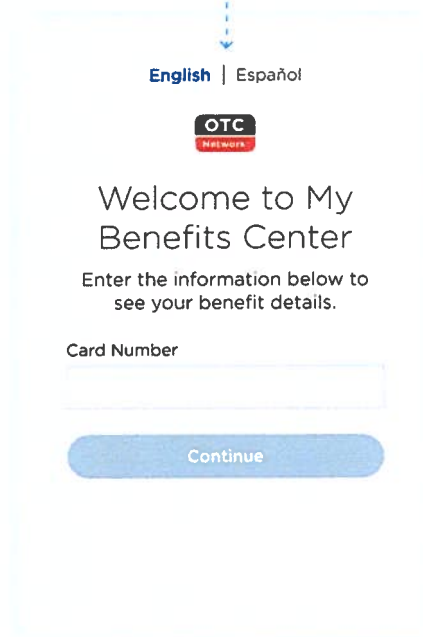 English | Español
OTC
Network
Welcome to My
Benefits Center
Enter the information below to
see your benefit details.
Card Number
Continue